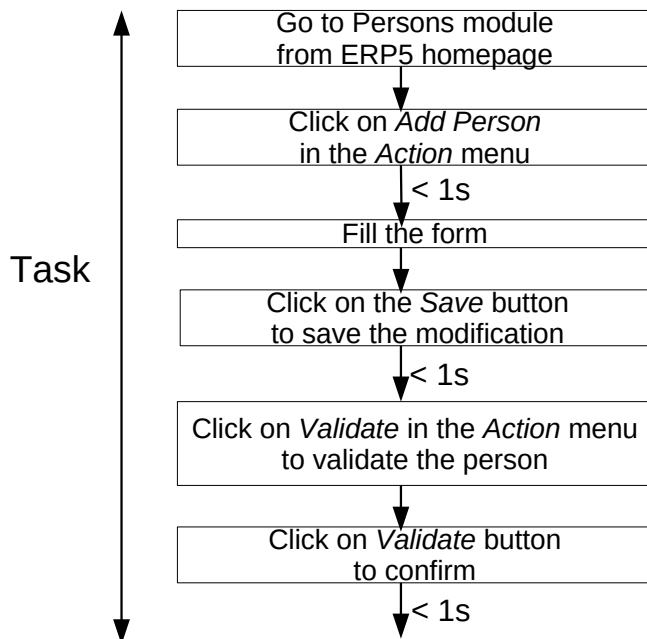 Go to Persons module
from ERP5 homepage
Click on Add Person
in the Action menu
< 1s
Fill the form
Task
Click on the Save button
to save the modification
< 1s
Click on Validate in the Action menu
to validate the person
Click on Validate button
to confirm
< 1s